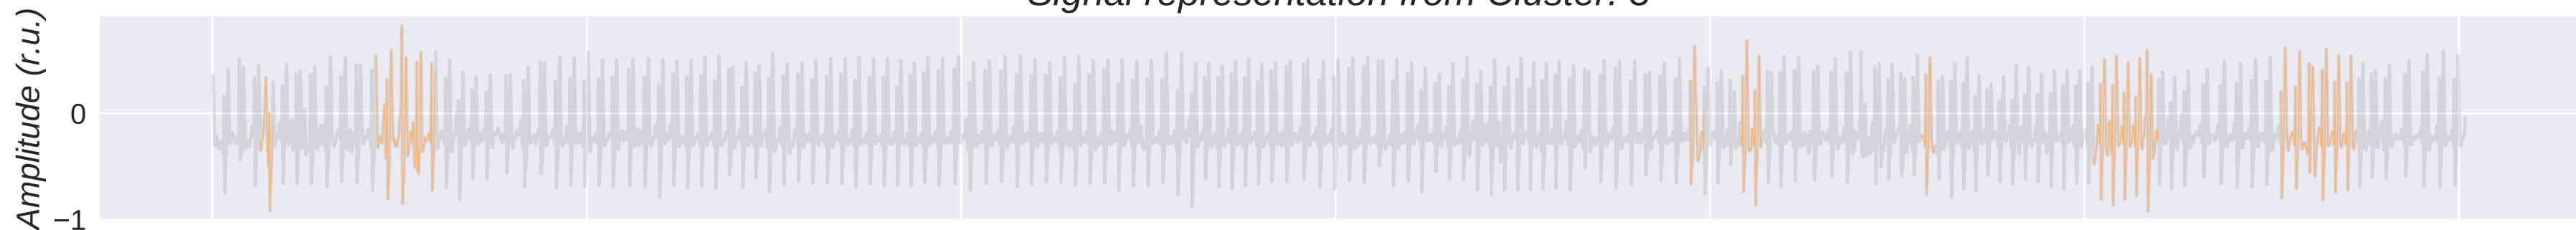 Signal representation from Cluster:
Amplitude (r.u.)
0
−1